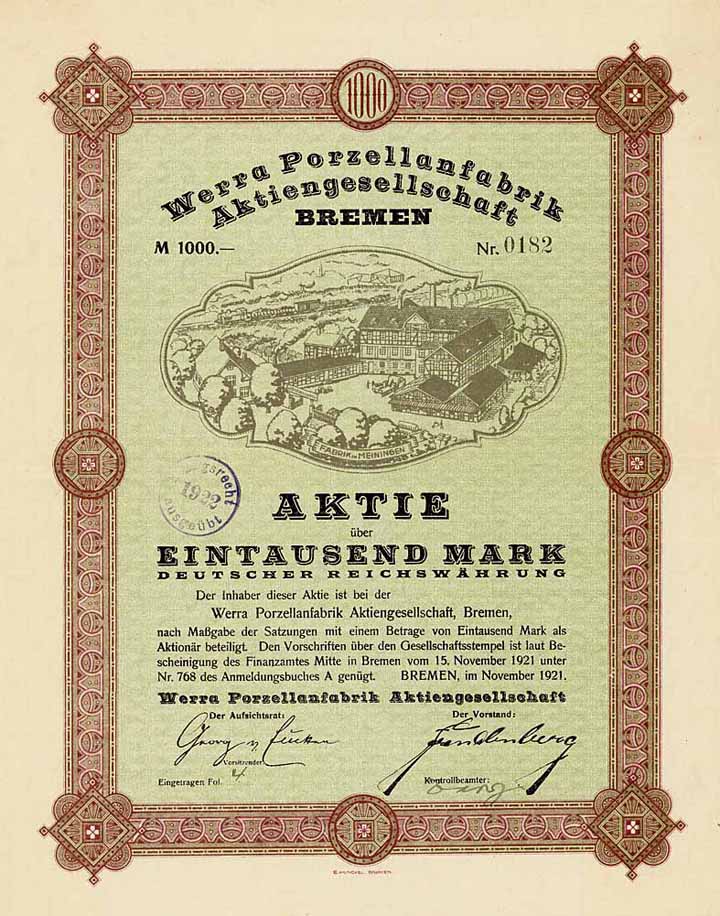 1000
Werra Porzellanfabrik
Aktiengesellschaft
BREMEN
M 1000.— Nr. 0182
FABRIK IN MEININGEN
gsrecht
1922
ausgeübt
AKTIE
über
EINTAUSEND MARK
DEUTSCHER REICHSWÄHRUNG
Der Inhaber dieser Aktie ist bei der
Werra Porzellanfabrik Aktiengesellschaft, Bremen,
nach Maßgabe der Satzungen mit einem Betrage von Eintausend Mark als
Aktionär beteiligt. Den Vorschriften über den Gesellschaftsstempel ist laut Be-
scheinigung des Finanzamtes Mitte in Bremen vom 15. November 1921 unter
Nr. 768 des Anmeldungsbuches A genügt. BREMEN, im November 1921.
Werra Porzellanfabrik Aktiengesellschaft
Der Aufsichtsrat: Der Vorstand:
Georg v
Vorsitzender
Eingetragen Fol. Kontrollbeamter: